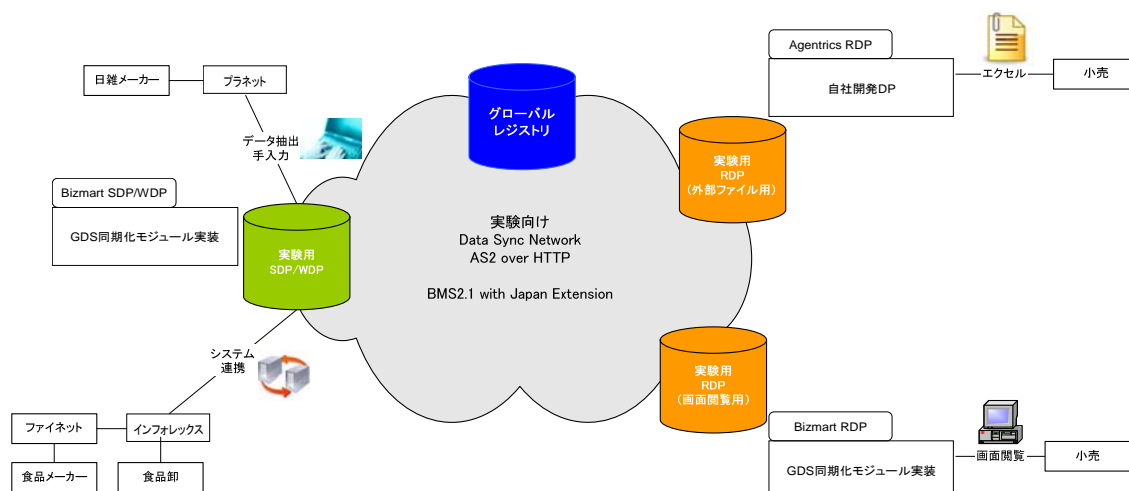 日雑メーカー
プラネット
データ抽出
手入力
Bizmart SDP/WDP
GDS同期化モジュール実装
実験用
SDP/WDP
システム
連携
ファイネット
インフォレックス
食品メーカー
食品卸
グローバル
レジストリ
実験向け
Data Sync Network
AS2 over HTTP
BMS2.1 with Japan Extension
Agentrics RDP
自社開発DP
エクセル
小売
実験用
RDP
(外部ファイル用)
実験用
RDP
(画面閲覧用)
Bizmart RDP
GDS同期化モジュール実装
画面閲覧
小売